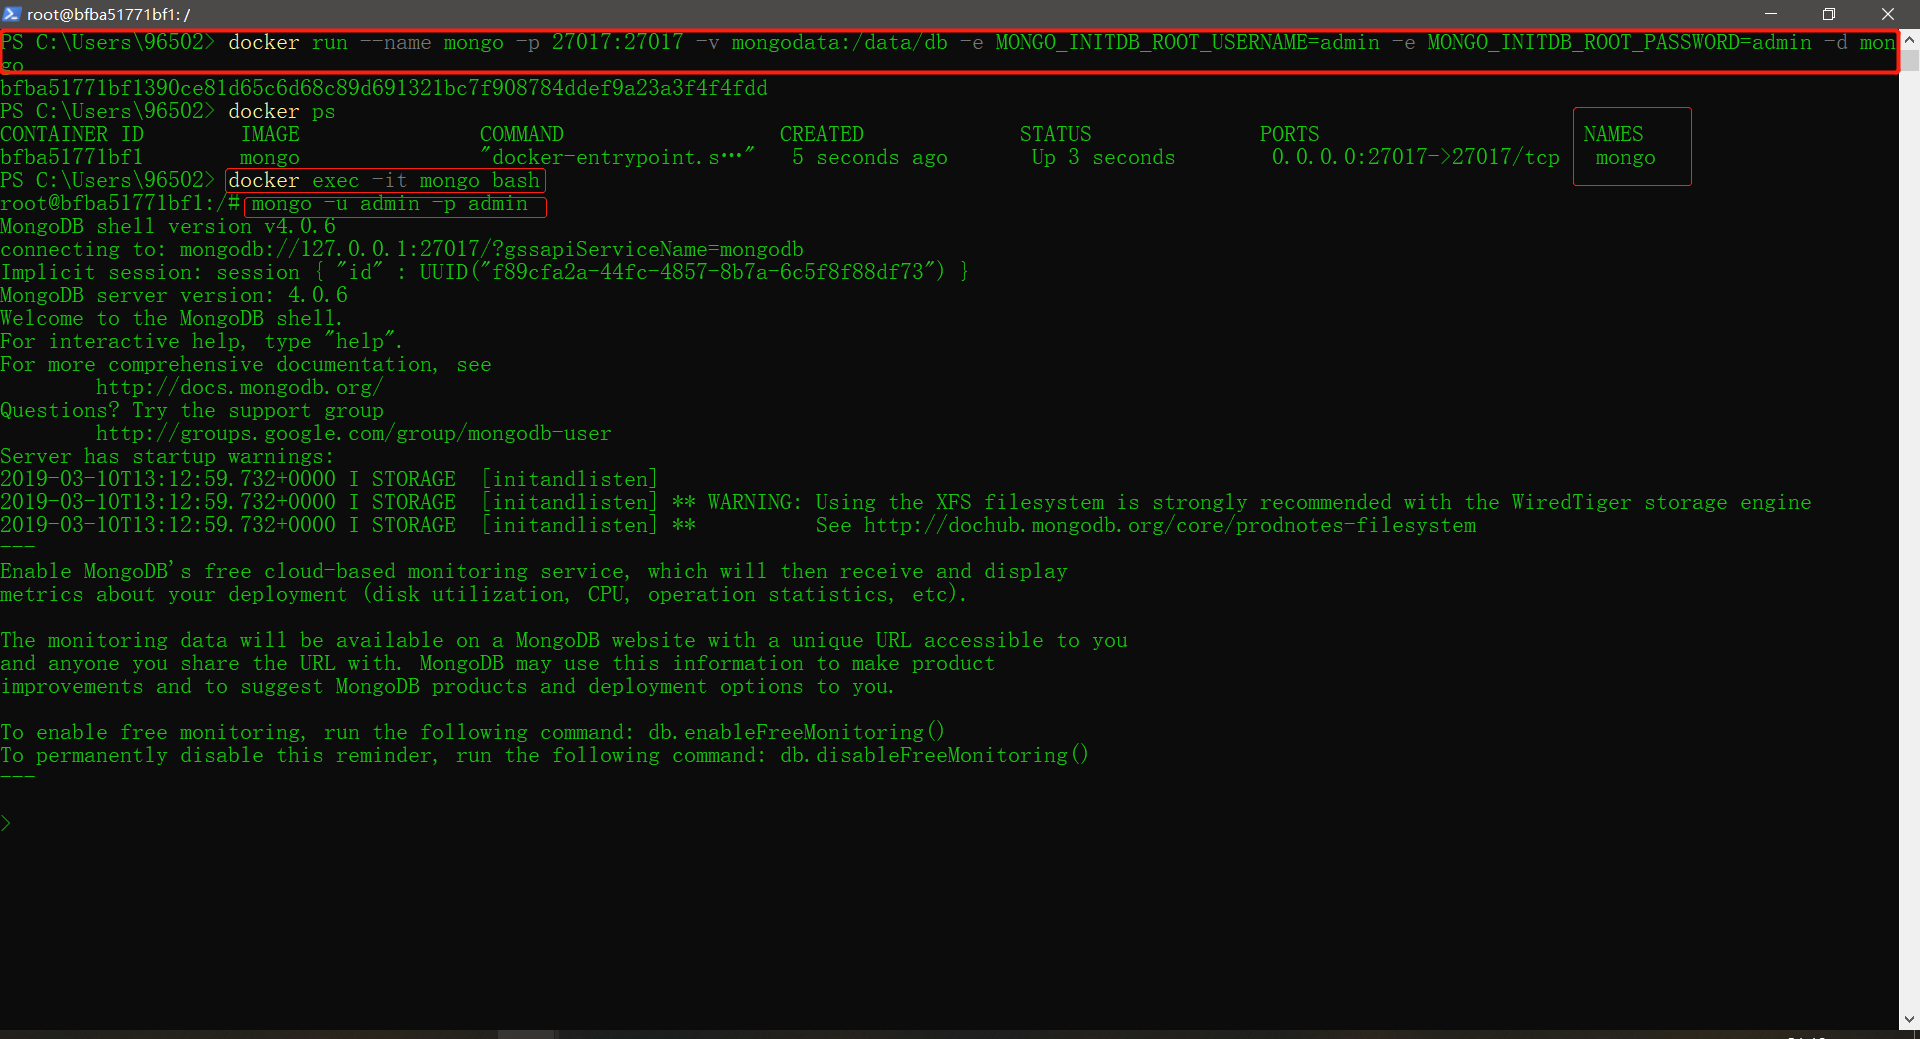 root@bfba51771bf1: /
PS C:\Users\96502> docker run --name mongo -p 27017:27017 -v mongodata:/data/db -e MONGO_INITDB_ROOT_USERNAME=admin -e MONGO_INITDB_ROOT_PASSWORD=admin -d mon
go
bfba51771bf1390ce81d65c6d68c89d691321bc7f908784ddef9a23a3f4f4fdd
PS C:\Users\96502> docker ps
CONTAINER ID        IMAGE               COMMAND                  CREATED             STATUS              PORTS                      NAMES
bfba51771bf1        mongo               "docker-entrypoint.s…"   5 seconds ago       Up 3 seconds        0.0.0.0:27017->27017/tcp   mongo
PS C:\Users\96502> docker exec -it mongo bash
root@bfba51771bf1:/# mongo -u admin -p admin
MongoDB shell version v4.0.6
connecting to: mongodb://127.0.0.1:27017/?gssapiServiceName=mongodb
Implicit session: session { "id" : UUID("f89cfa2a-44fc-4857-8b7a-6c5f8f88df73") }
MongoDB server version: 4.0.6
Welcome to the MongoDB shell.
For interactive help, type "help".
For more comprehensive documentation, see
        http://docs.mongodb.org/
Questions? Try the support group
        http://groups.google.com/group/mongodb-user
Server has startup warnings:
2019-03-10T13:12:59.732+0000 I STORAGE  [initandlisten]
2019-03-10T13:12:59.732+0000 I STORAGE  [initandlisten] ** WARNING: Using the XFS filesystem is strongly recommended with the WiredTiger storage engine
2019-03-10T13:12:59.732+0000 I STORAGE  [initandlisten] **          See http://dochub.mongodb.org/core/prodnotes-filesystem
---
Enable MongoDB's free cloud-based monitoring service, which will then receive and display
metrics about your deployment (disk utilization, CPU, operation statistics, etc).
The monitoring data will be available on a MongoDB website with a unique URL accessible to you
and anyone you share the URL with. MongoDB may use this information to make product
improvements and to suggest MongoDB products and deployment options to you.
To enable free monitoring, run the following command: db.enableFreeMonitoring()
To permanently disable this reminder, run the following command: db.disableFreeMonitoring()
---
>